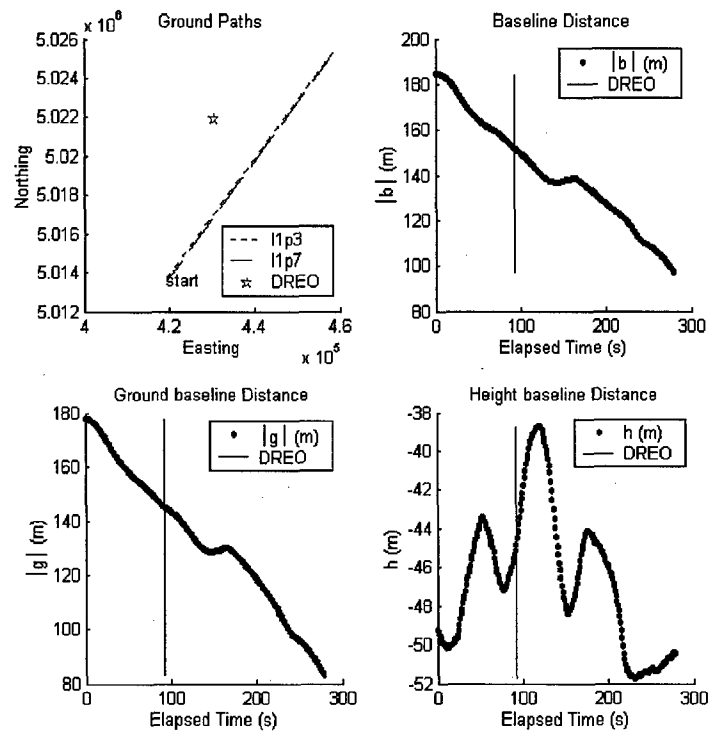 × 10⁶
Ground Paths
5.026
5.024
5.022
5.02
5.018
5.016
5.014
5.012
Northing
start
l1p3
l1p7
DREO
4
4.2
4.4
4.6
Easting
× 10⁵
Baseline Distance
200
180
160
140
120
100
80
|b| (m)
|b| (m)
DREO
0
100
200
300
Elapsed Time (s)
Ground baseline Distance
180
160
140
120
100
80
|g| (m)
|g| (m)
DREO
0
100
200
300
Elapsed Time (s)
Height baseline Distance
-38
-40
-42
-44
-46
-48
-50
-52
h (m)
h (m)
DREO
0
100
200
300
Elapsed Time (s)